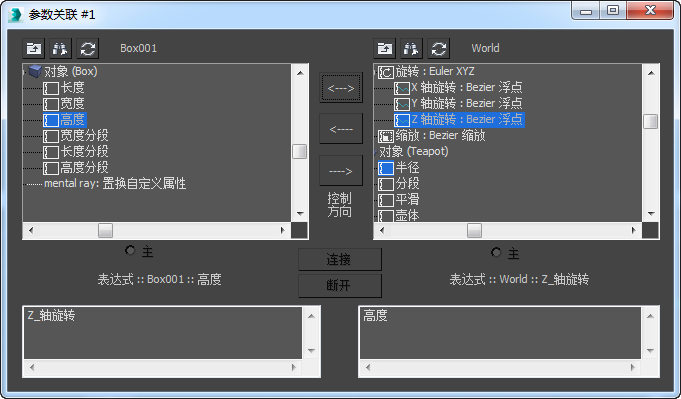 参数关联 #1
Box001
World
对象 (Box)
长度
宽度
高度
宽度分段
长度分段
高度分段
mental ray: 置换自定义属性
<--->
<----
---->
控制
方向
旋转 : Euler XYZ
X 轴旋转 : Bezier 浮点
Y 轴旋转 : Bezier 浮点
Z 轴旋转 : Bezier 浮点
缩放 : Bezier 缩放
对象 (Teapot)
半径
分段
平滑
壶体
主
主
连接
断开
表达式 :: Box001 :: 高度
表达式 :: World :: Z_轴旋转
Z_轴旋转
高度